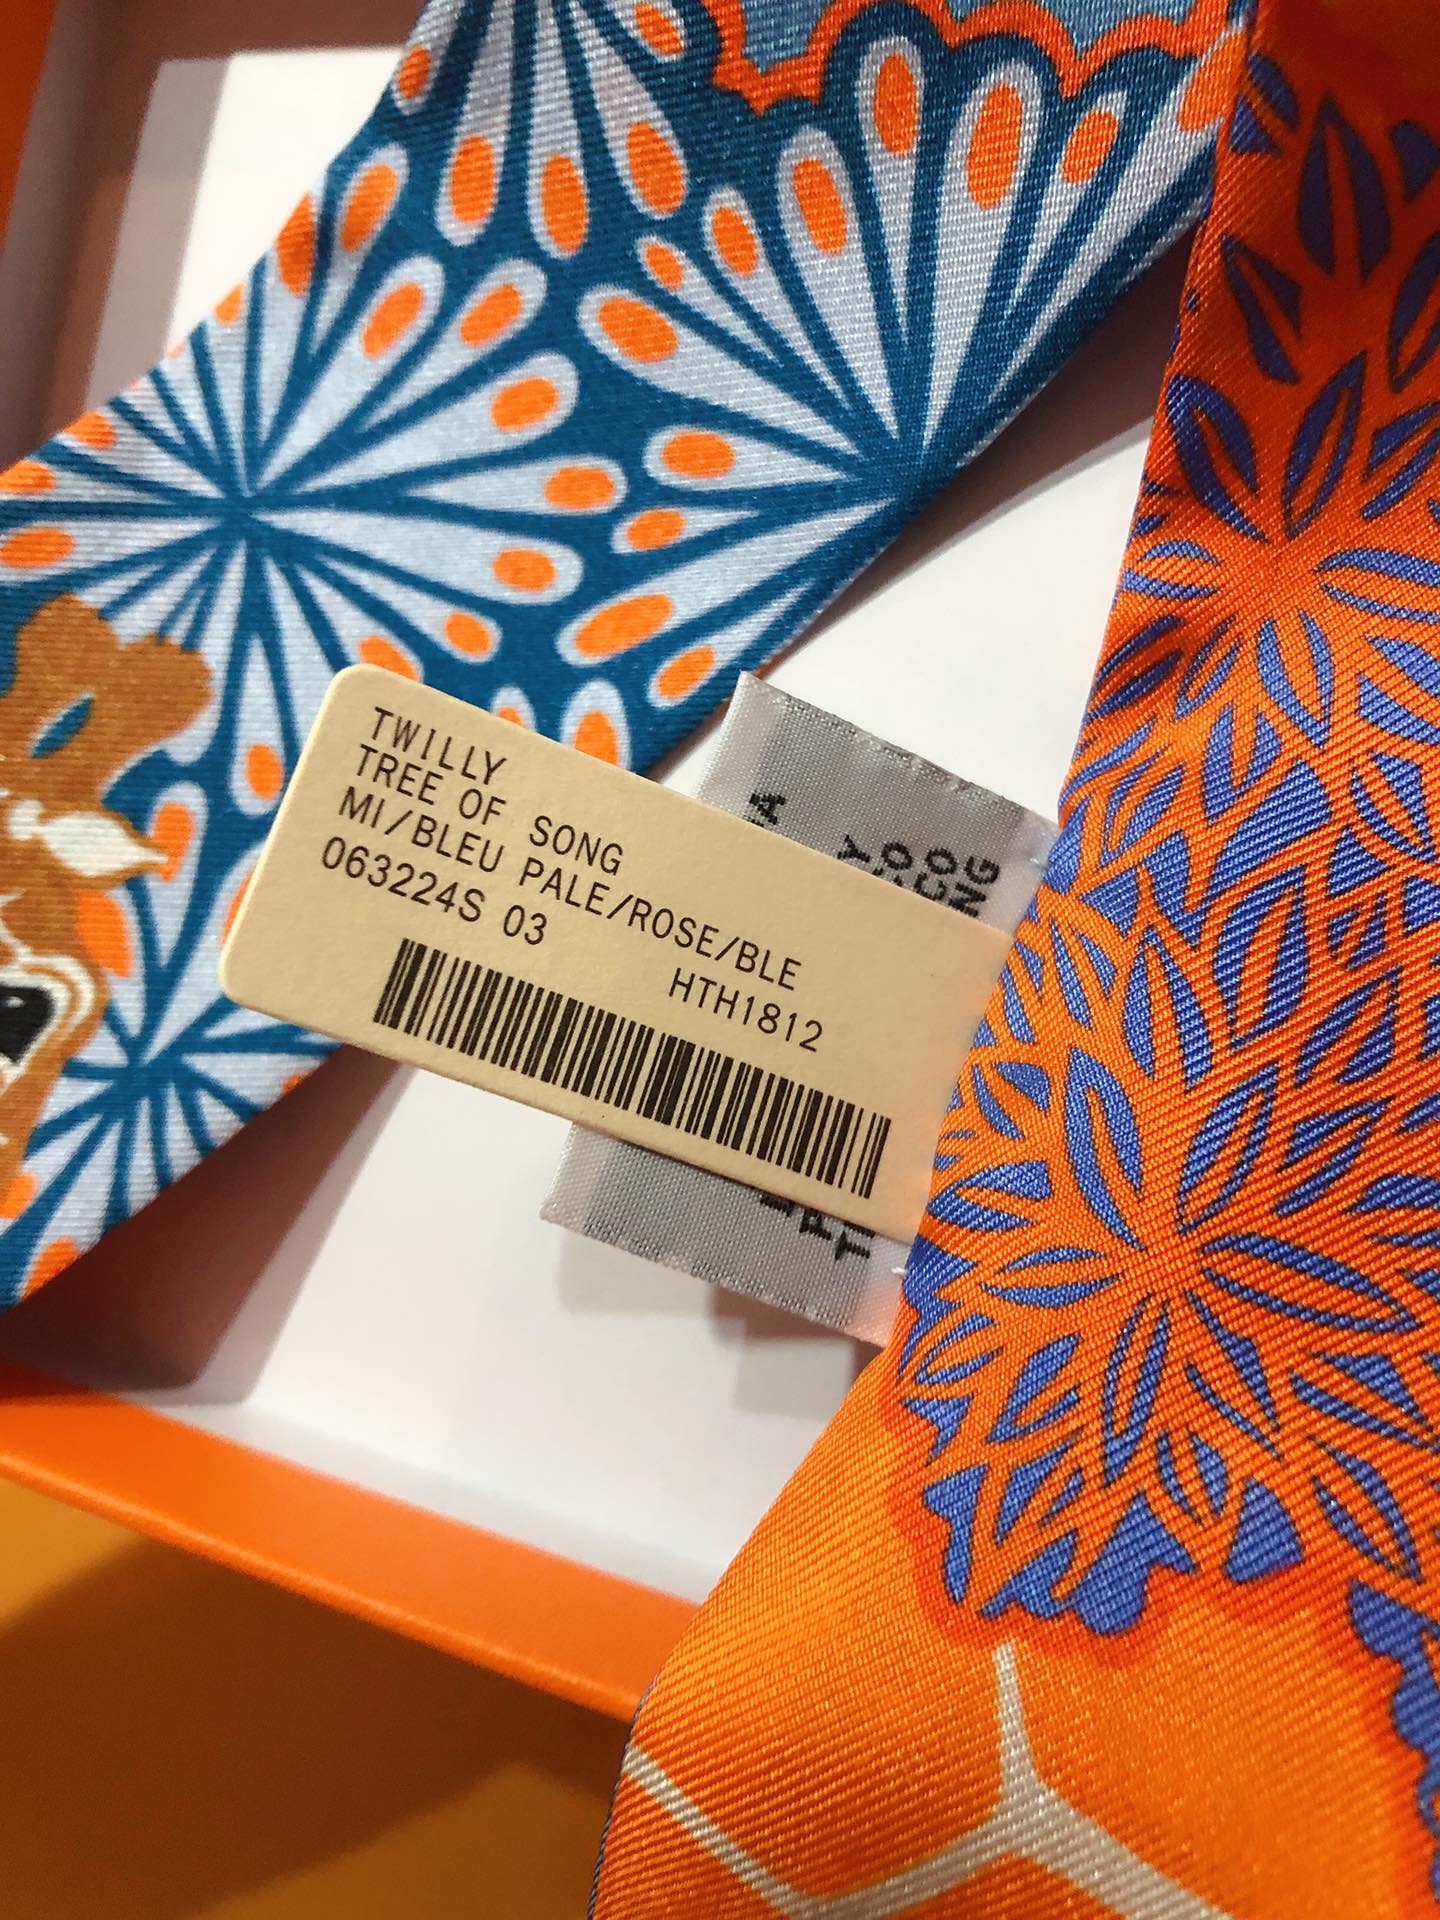 TWILLY
TREE OF SONG
MI/BLEU PALE/ROSE/BLE
063224S 03
HTH1812